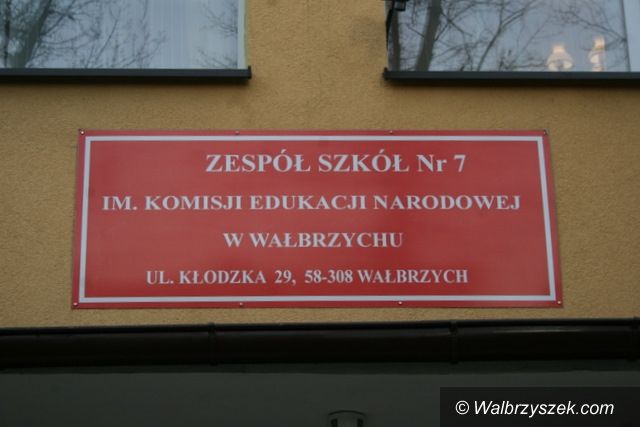 ZESPÓŁ SZKÓŁ Nr 7
IM. KOMISJI EDUKACJI NARODOWEJ
W WAŁBRZYCHU
UL. KŁODZKA 29, 58-308 WAŁBRZYCH
© Walbrzyszek.com